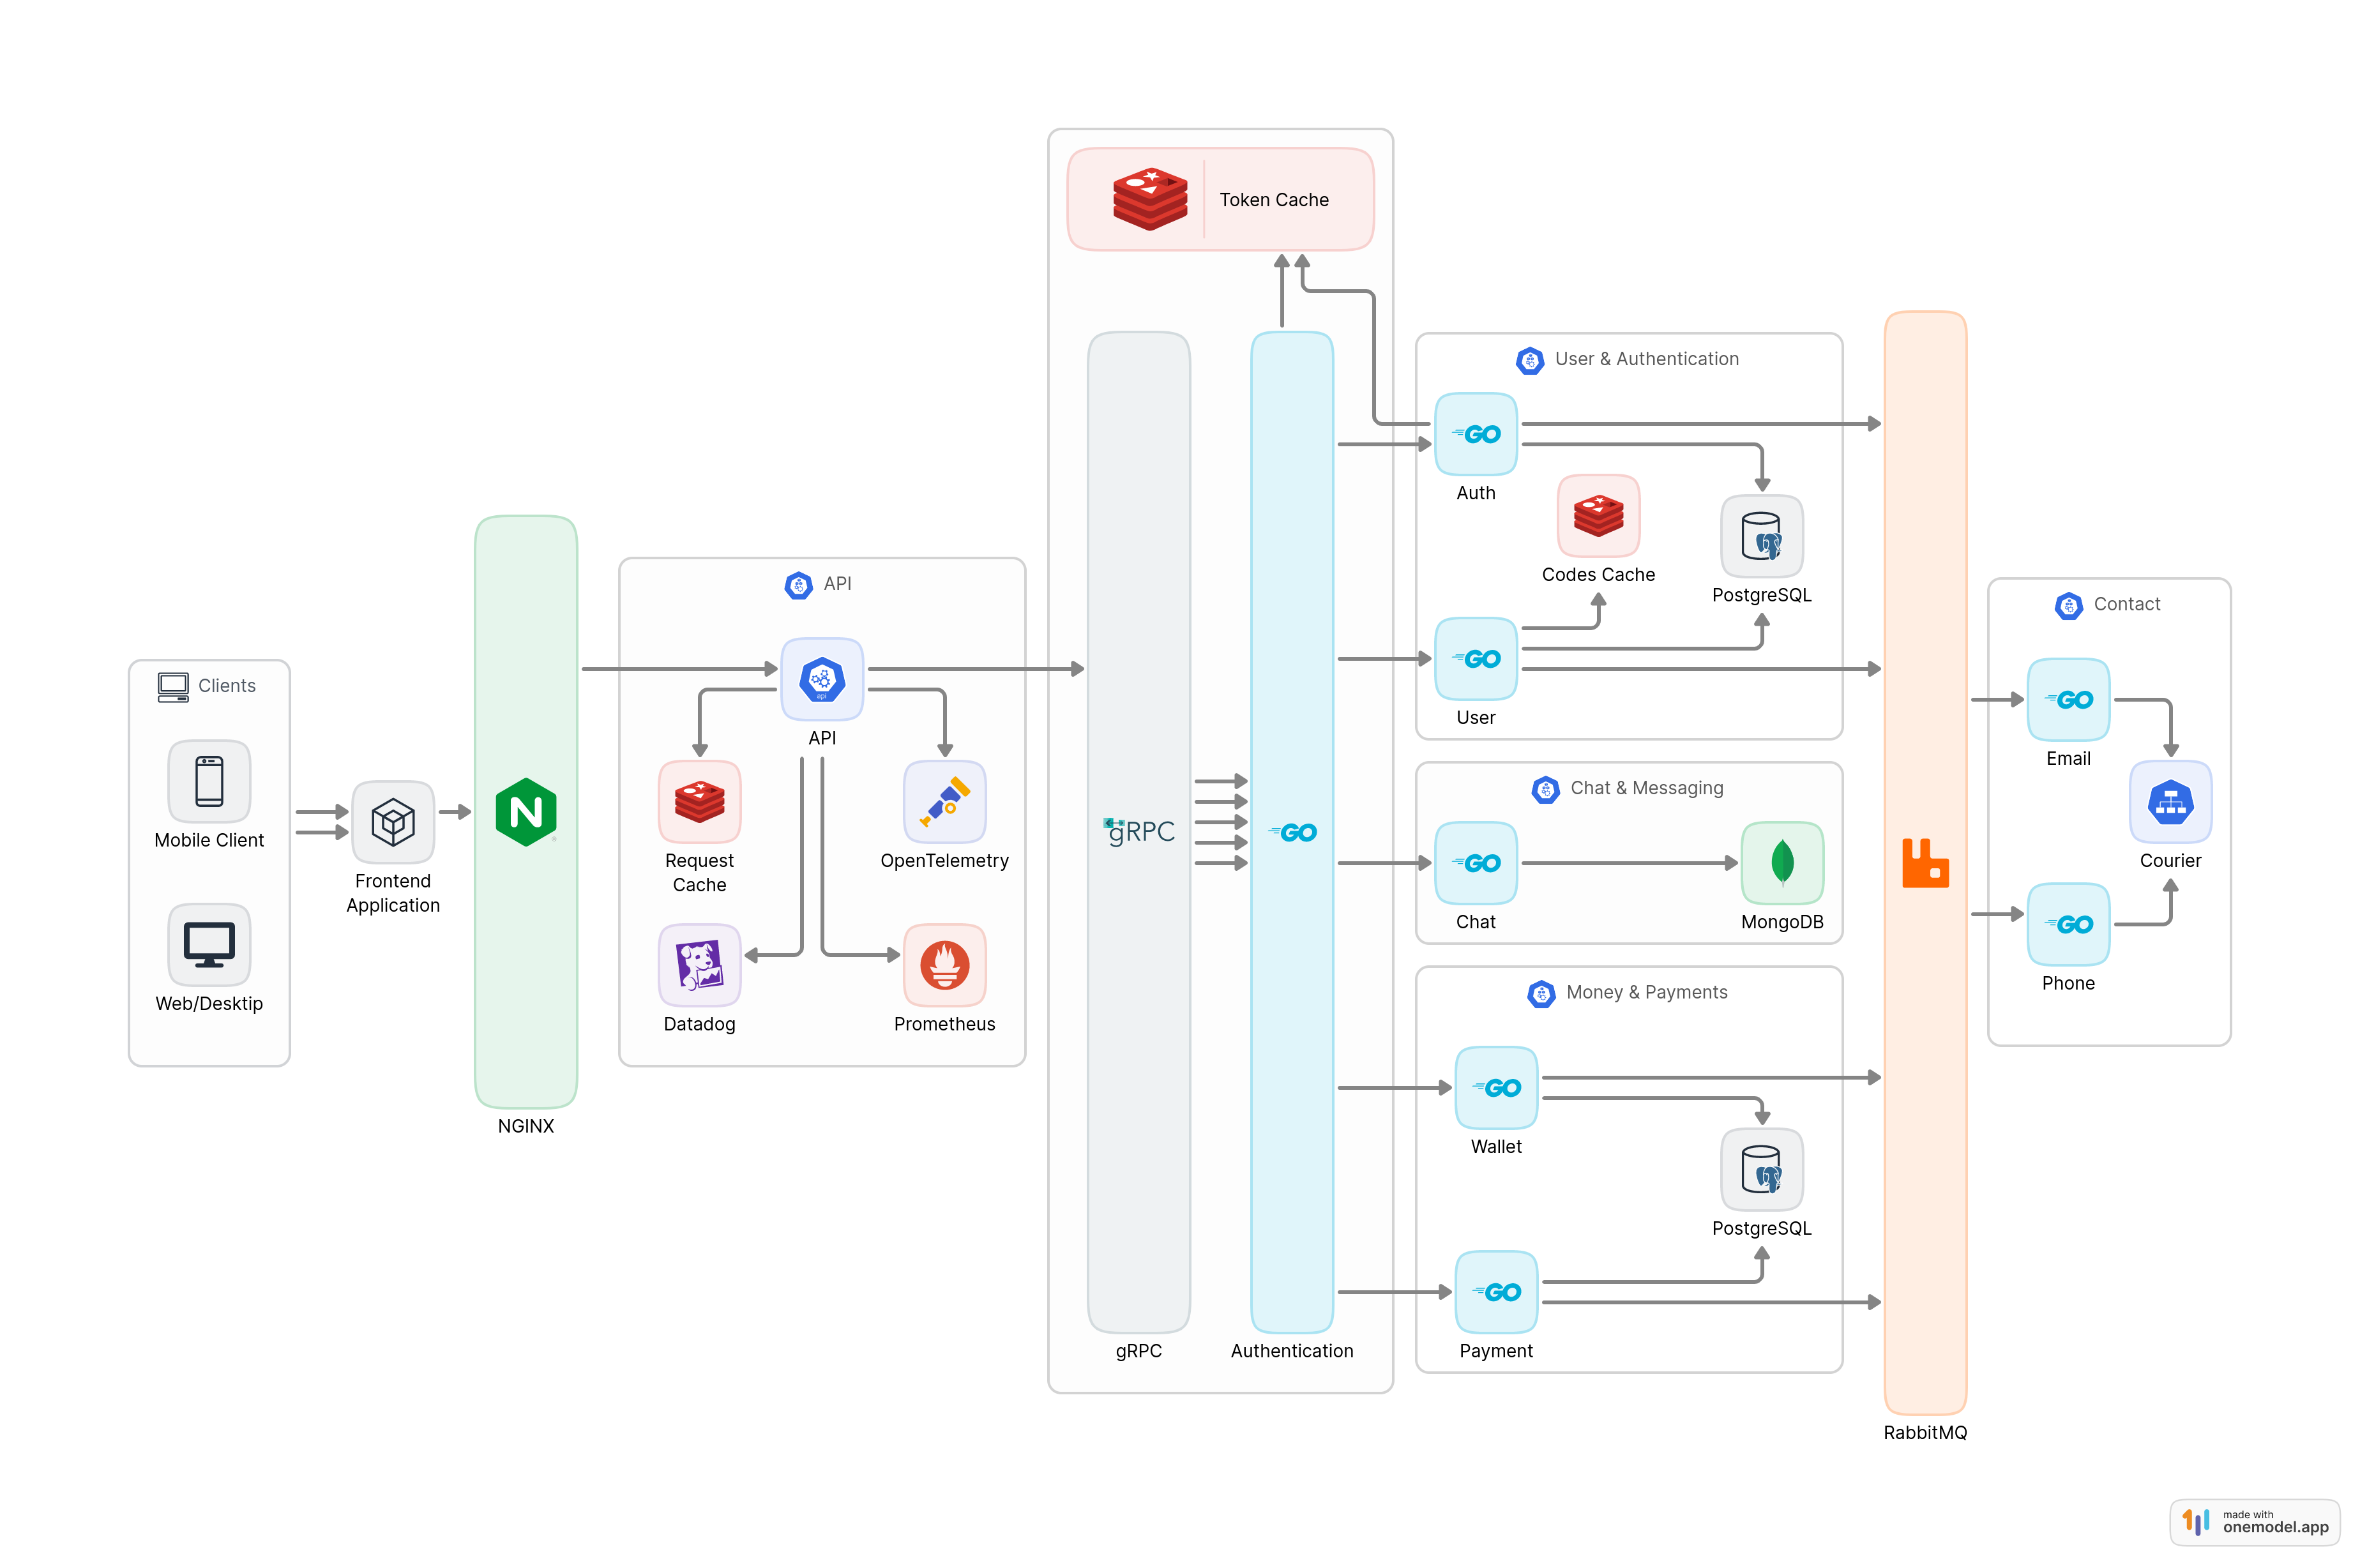 Token Cache
User & Authentication
GO
Auth
Codes Cache
PostgreSQL
GO
User
API
api
API
Request
Cache
OpenTelemetry
Datadog
Prometheus
Clients
Mobile Client
Web/Desktip
Frontend
Application
N
NGINX
gRPC
gRPC
GO
Authentication
Chat & Messaging
GO
Chat
MongoDB
Money & Payments
GO
Wallet
PostgreSQL
GO
Payment
RabbitMQ
Contact
GO
Email
Courier
GO
Phone
made with
onemodel.app